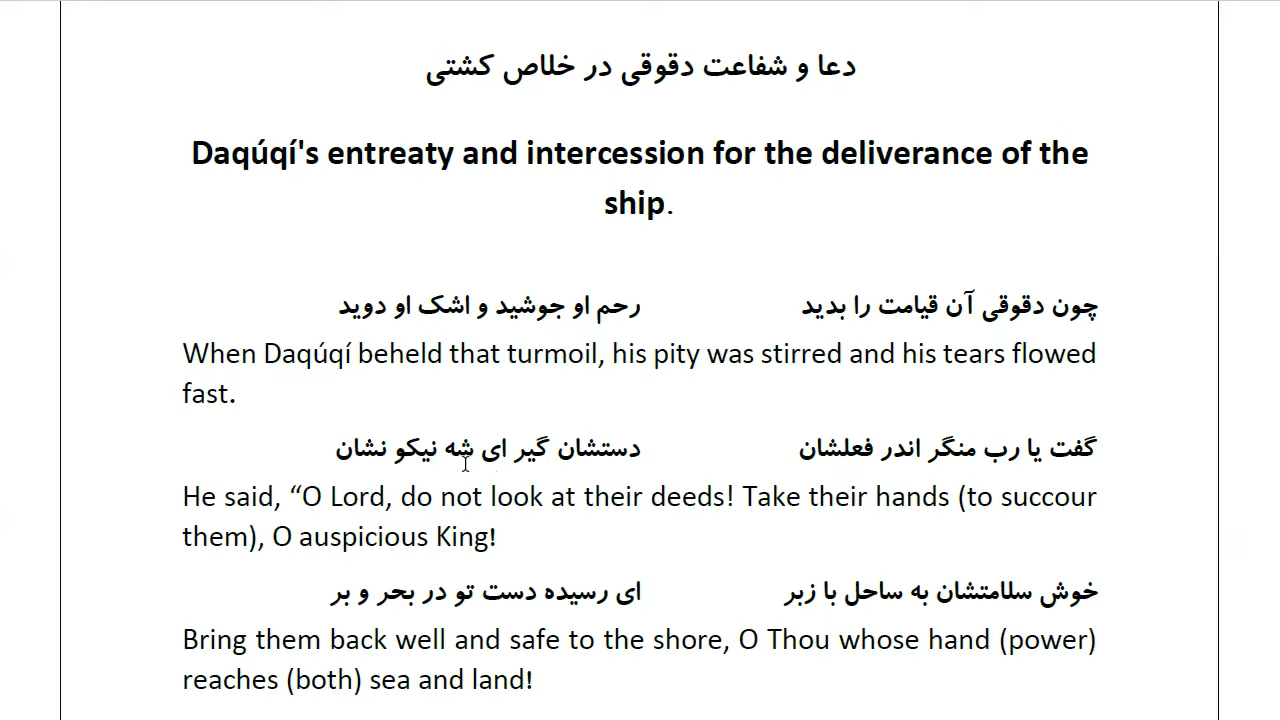 دعا و شفاعت دقوقی در خلاص کشتی
Daqúqí's entreaty and intercession for the deliverance of the
ship.
چون دقوقی آن قیامت را بدید رحم او جوشید و اشک او دوید
When Daqúqí beheld that turmoil, his pity was stirred and his tears flowed
fast.
گفت یا رب منگر اندر فعلشان دستشان گیر ای شه نیکو نشان
He said, “O Lord, do not look at their deeds! Take their hands (to succour
them), O auspicious King!
خوش سلامتشان به ساحل با زبر ای رسیده دست تو در بحر و بر
Bring them back well and safe to the shore, O Thou whose hand (power)
reaches (both) sea and land!